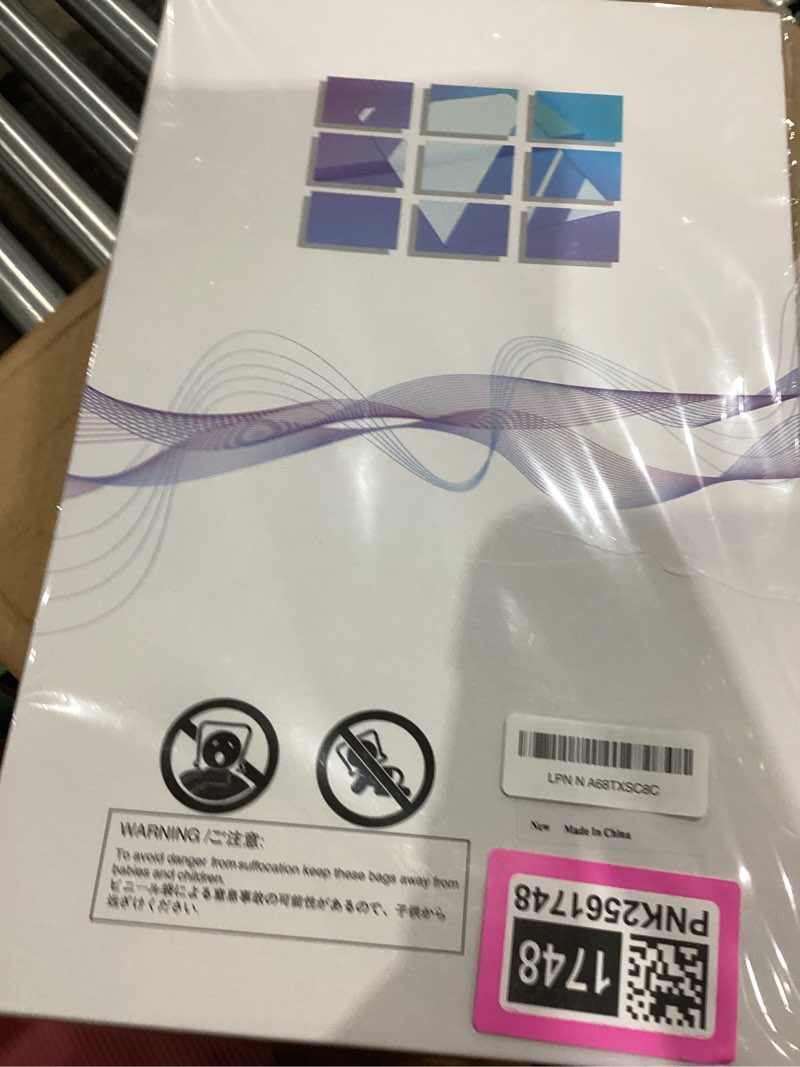 LPN N A68TXSC8C
New Made In China
WARNING /ご注意:
To avoid danger from suffocation keep these bags away from
babies and children.
ビニール袋による窒息事故の可能性があるので、子供から
遠ざけください.
PNK2561748
1748